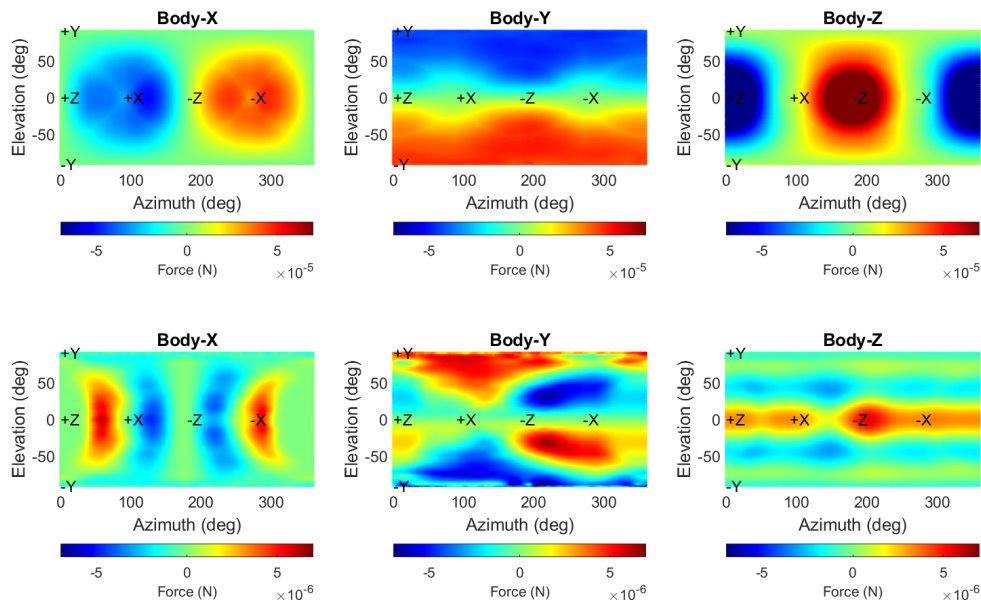 Body-X
Body-Y
Body-Z
Elevation (deg)
50
0
-50
+Y
+Z
+X
-Z
-X
-Y
0
100
200
300
Azimuth (deg)
-5
0
5
Force (N)
×10-5
Elevation (deg)
50
0
-50
+Y
+Z
+X
-Z
-X
-Y
0
100
200
300
Azimuth (deg)
-5
0
5
Force (N)
×10-5
Elevation (deg)
50
0
-50
+Y
+Z
+X
-Z
-X
-Y
0
100
200
300
Azimuth (deg)
-5
0
5
Force (N)
×10-5
Body-X
Body-Y
Body-Z
Elevation (deg)
50
0
-50
+Y
+Z
+X
-Z
-X
-Y
0
100
200
300
Azimuth (deg)
-5
0
5
Force (N)
×10-6
Elevation (deg)
50
0
-50
+Y
+Z
+X
-Z
-X
-Y
0
100
200
300
Azimuth (deg)
-5
0
5
Force (N)
×10-6
Elevation (deg)
50
0
-50
+Y
+Z
+X
-Z
-X
-Y
0
100
200
300
Azimuth (deg)
-5
0
5
Force (N)
×10-6